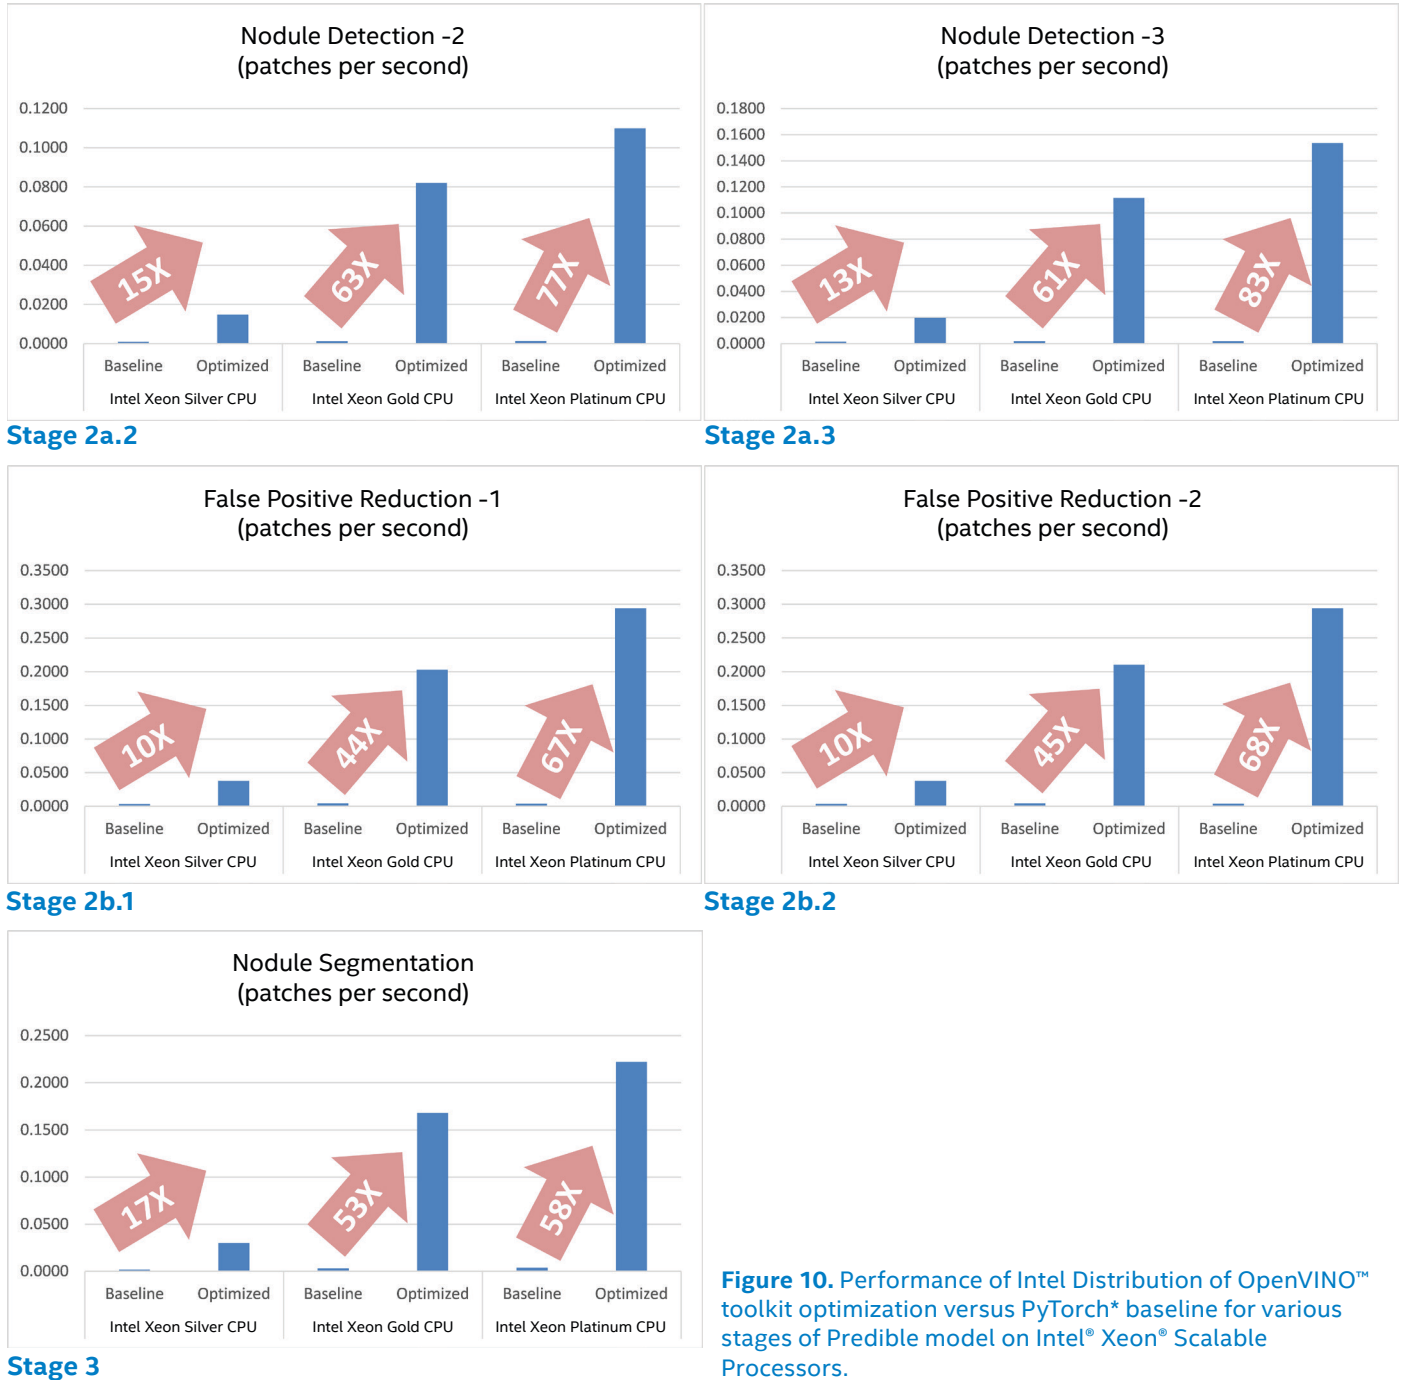 Nodule Detection -2
(patches per second)
0.1200
0.1000
0.0800
0.0600
0.0400
0.0200
0.0000
15X
63X
77X
Baseline Optimized Baseline Optimized Baseline Optimized
Intel Xeon Silver CPU Intel Xeon Gold CPU Intel Xeon Platinum CPU
Stage 2a.2
Nodule Detection -3
(patches per second)
0.1800
0.1600
0.1400
0.1200
0.1000
0.0800
0.0600
0.0400
0.0200
0.0000
13X
61X
83X
Baseline Optimized Baseline Optimized Baseline Optimized
Intel Xeon Silver CPU Intel Xeon Gold CPU Intel Xeon Platinum CPU
Stage 2a.3
False Positive Reduction -1
(patches per second)
0.3500
0.3000
0.2500
0.2000
0.1500
0.1000
0.0500
0.0000
10X
44X
67X
Baseline Optimized Baseline Optimized Baseline Optimized
Intel Xeon Silver CPU Intel Xeon Gold CPU Intel Xeon Platinum CPU
Stage 2b.1
False Positive Reduction -2
(patches per second)
0.3500
0.3000
0.2500
0.2000
0.1500
0.1000
0.0500
0.0000
10X
45X
68X
Baseline Optimized Baseline Optimized Baseline Optimized
Intel Xeon Silver CPU Intel Xeon Gold CPU Intel Xeon Platinum CPU
Stage 2b.2
Nodule Segmentation
(patches per second)
0.2500
0.2000
0.1500
0.1000
0.0500
0.0000
17X
53X
58X
Baseline Optimized Baseline Optimized Baseline Optimized
Intel Xeon Silver CPU Intel Xeon Gold CPU Intel Xeon Platinum CPU
Stage 3
Figure 10. Performance of Intel Distribution of OpenVINO™
toolkit optimization versus PyTorch* baseline for various
stages of Predible model on Intel® Xeon® Scalable
Processors.